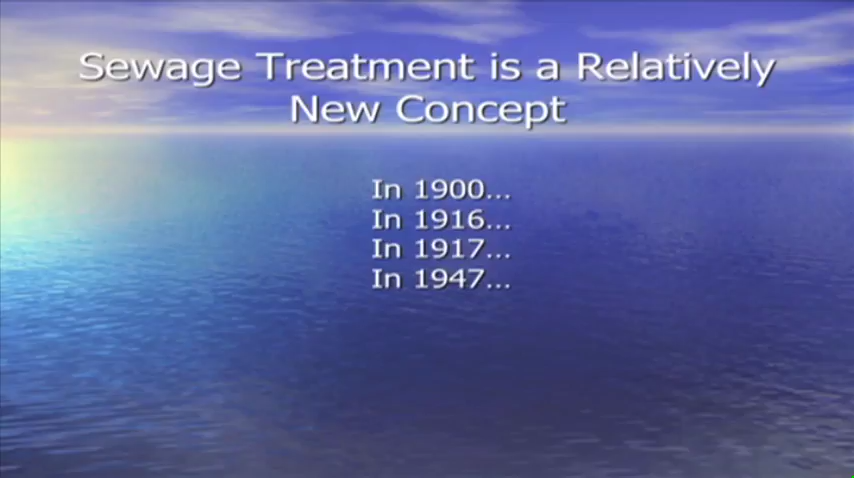 Sewage Treatment is a Relatively
New Concept
In 1900...
In 1916...
In 1917...
In 1947...